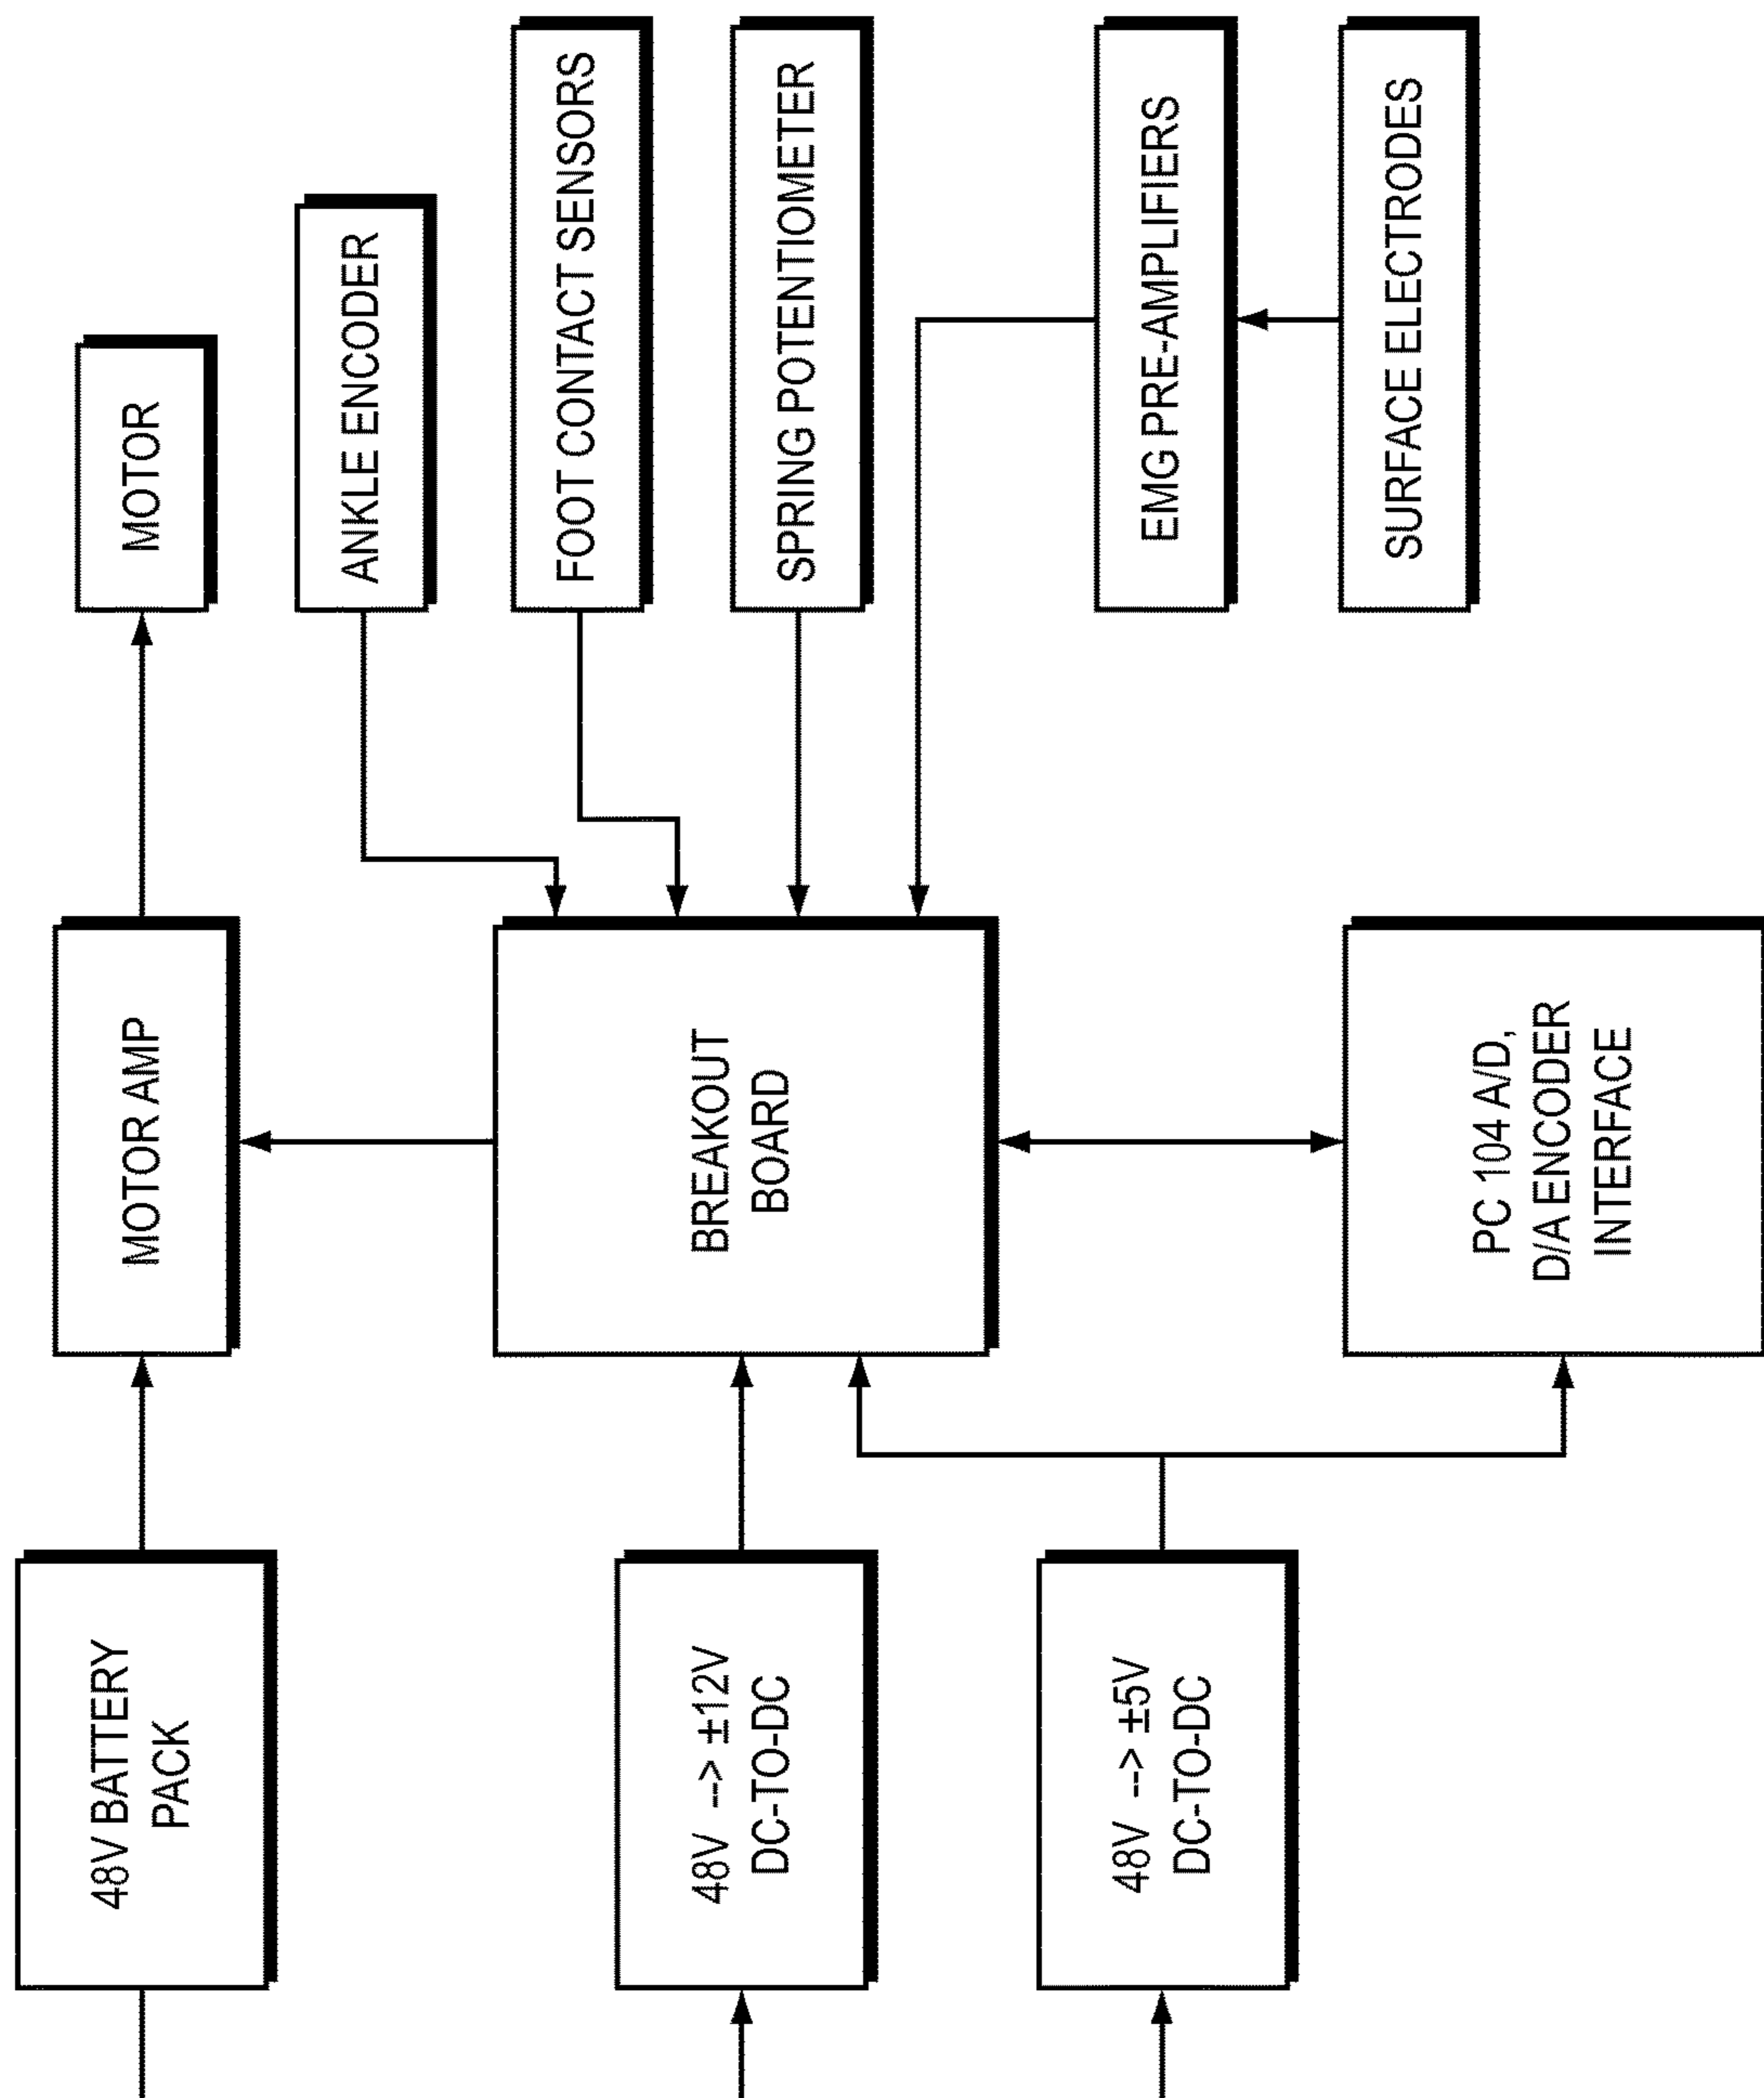 48V BATTERY
PACK
MOTOR AMP
MOTOR
ANKLE ENCODER
FOOT CONTACT SENSORS
SPRING POTENTIOMETER
48V --> ±12V
DC-TO-DC
BREAKOUT
BOARD
EMG PRE-AMPLIFIERS
48V --> ±5V
DC-TO-DC
PC 104 A/D,
D/A ENCODER
INTERFACE
SURFACE ELECTRODES